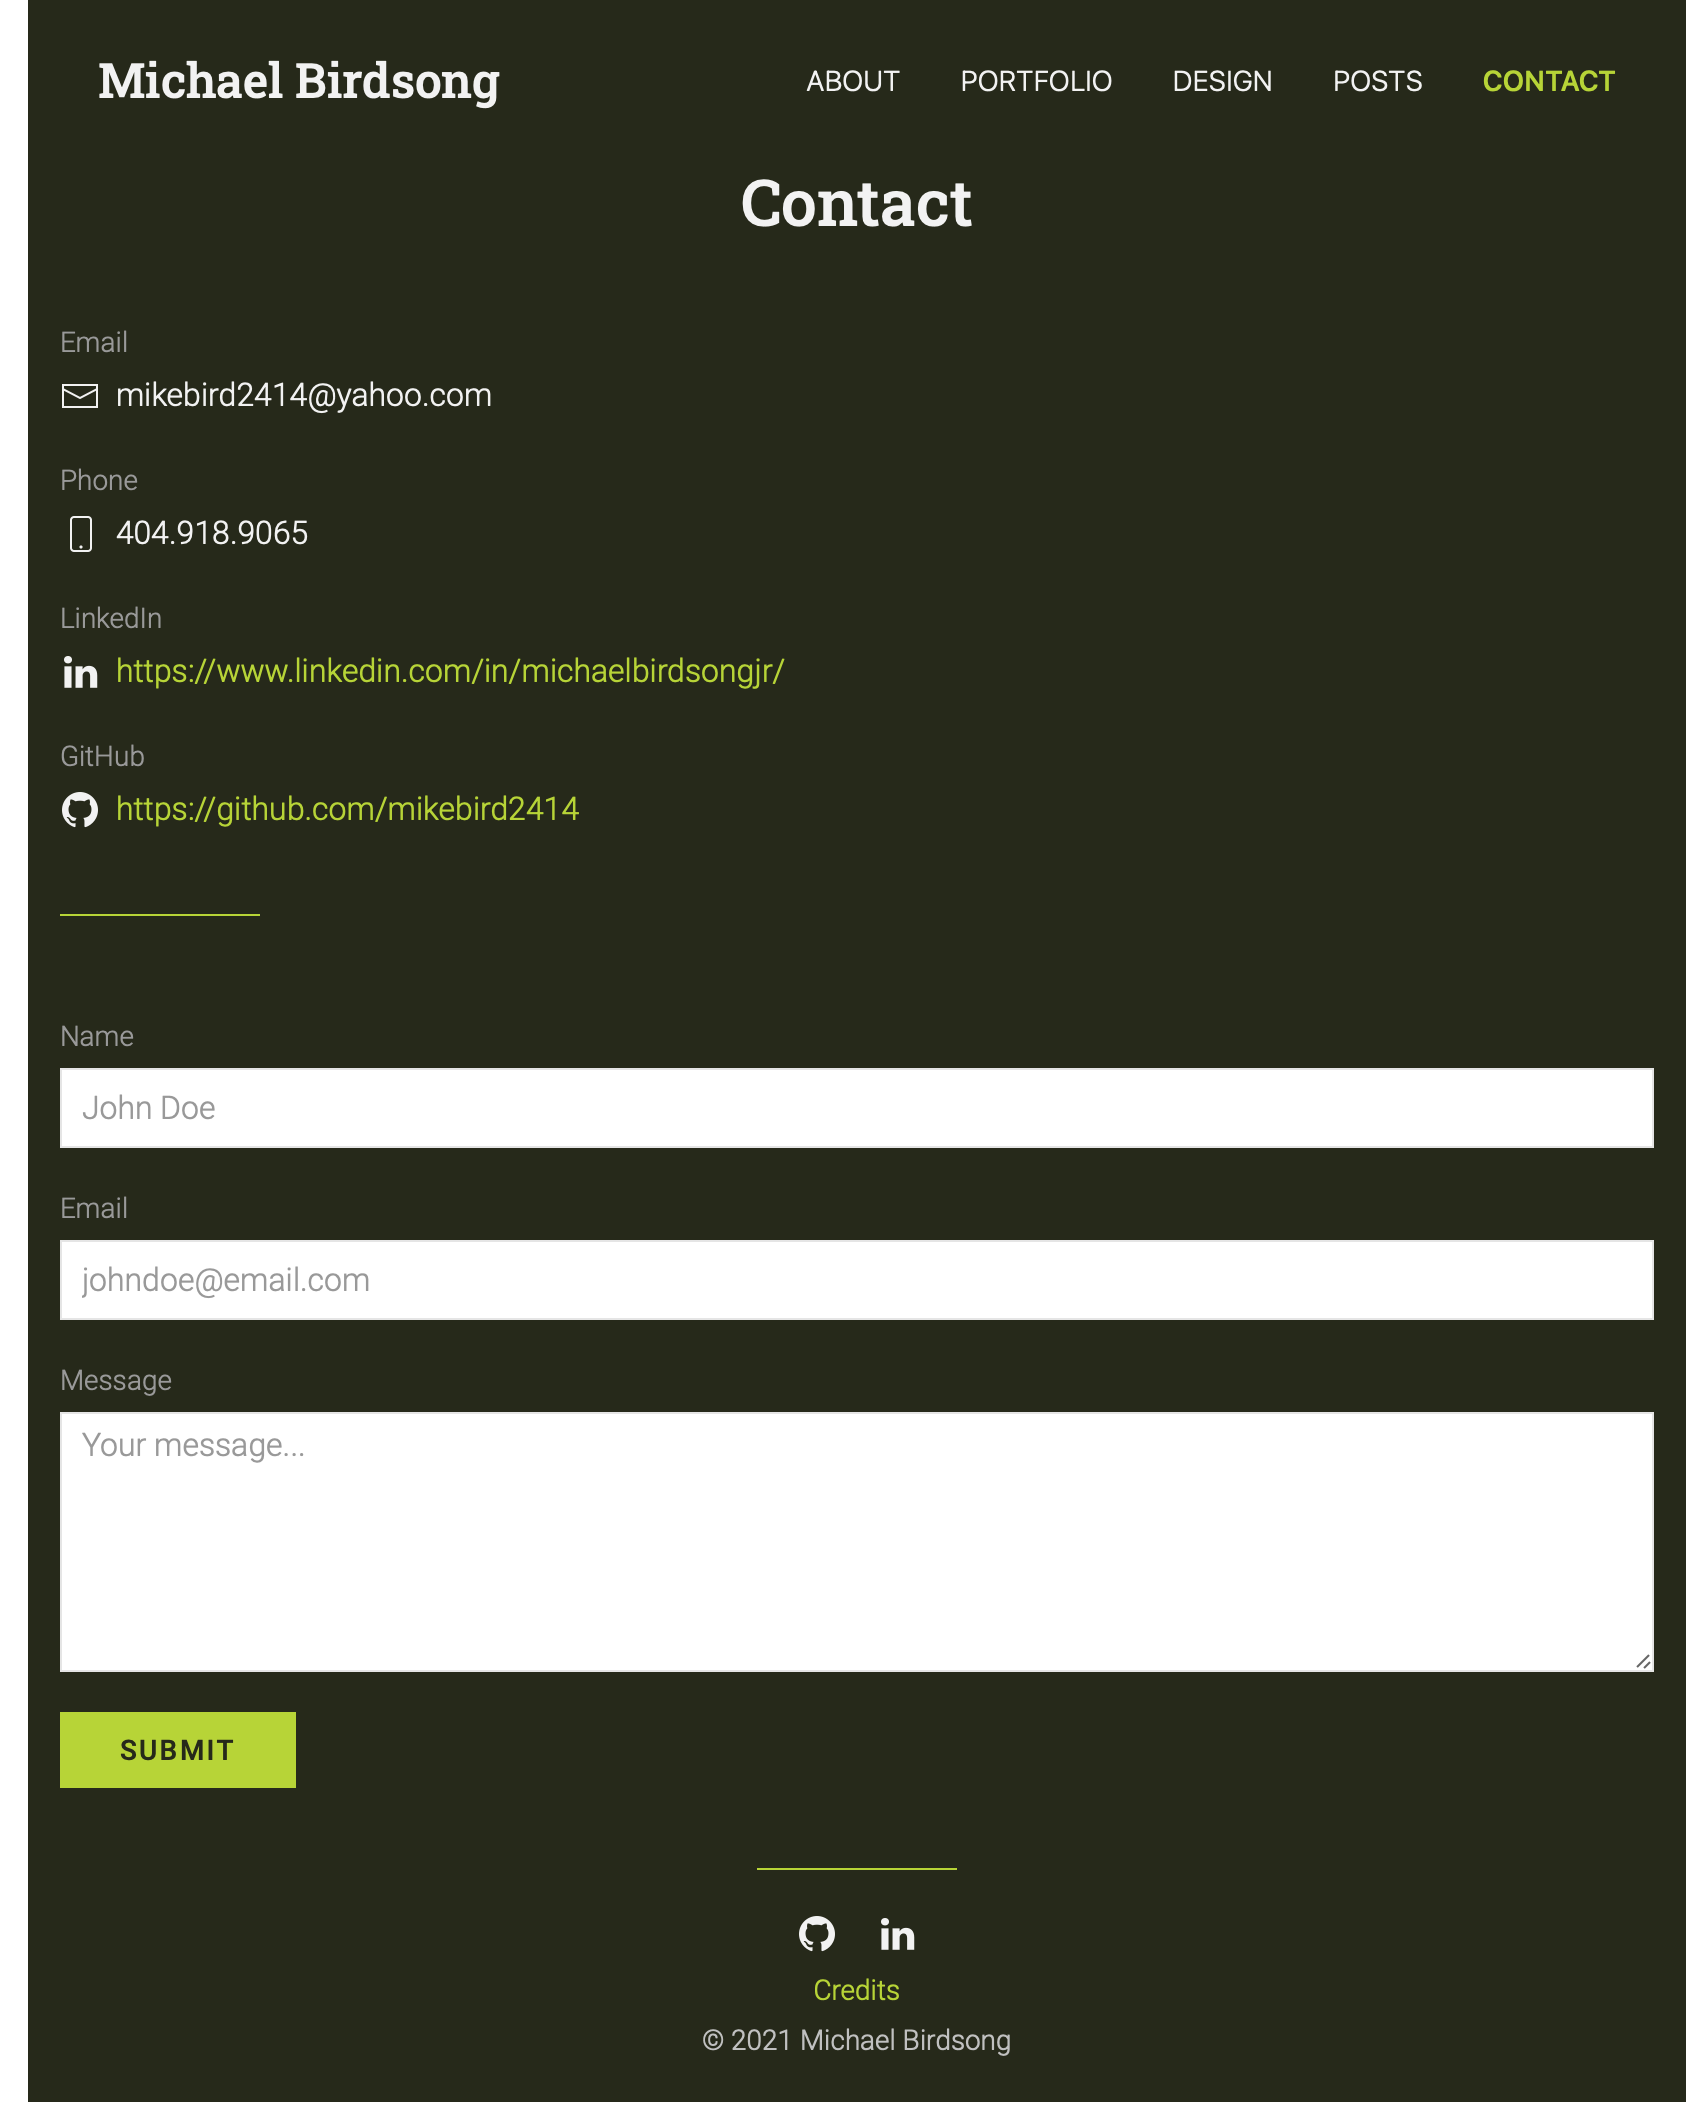 Michael Birdsong
ABOUT PORTFOLIO DESIGN POSTS CONTACT
Contact
Email
mikebird2414@yahoo.com
Phone
404.918.9065
LinkedIn
in https://www.linkedin.com/in/michaelbirdsongjr/
GitHub
https://github.com/mikebird2414
Name
John Doe
Email
johndoe@email.com
Message
Your message...
SUBMIT
in
Credits
© 2021 Michael Birdsong